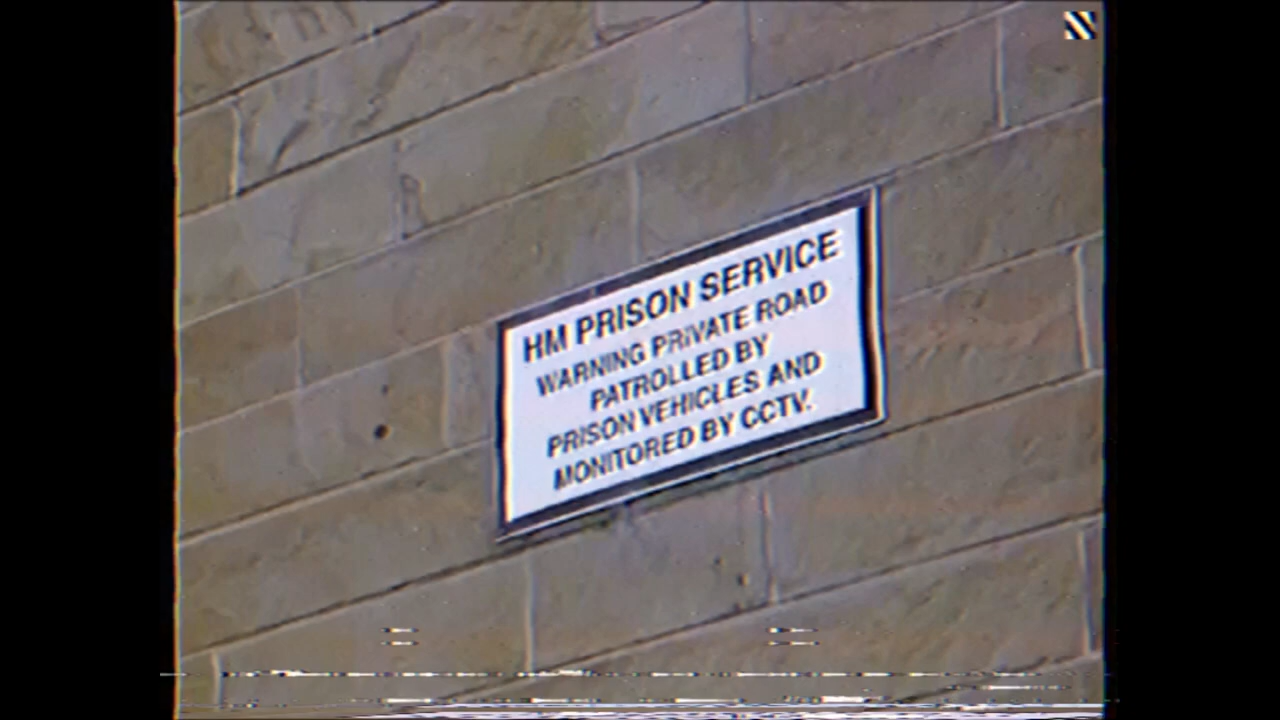 HM PRISON SERVICE
WARNING PRIVATE ROAD
PATROLLED BY
PRISON VEHICLES AND
MONITORED BY CCTV.